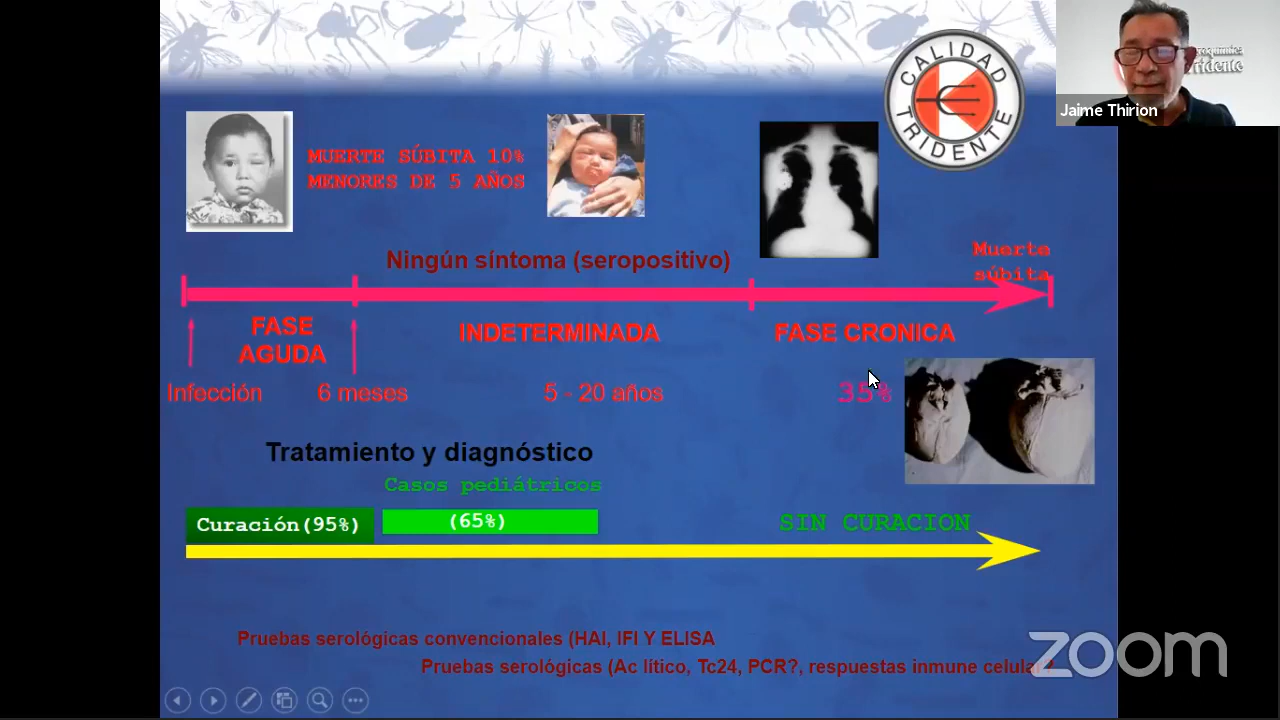 CALIDAD
TRIDENTE
Jaime Thirion
MUERTE SÚBITA 10%
MENORES DE 5 AÑOS
Ningún síntoma (seropositivo)
Muerte
súbita
FASE
AGUDA
INDETERMINADA
FASE CRONICA
Infección
6 meses
5 - 20 años
35%
Tratamiento y diagnóstico
Casos pediátricos
Curación(95%)
(65%)
SIN CURACION
Pruebas serológicas convencionales (HAI, IFI Y ELISA
Pruebas serológicas (Ac lítico, Tc24, PCR?, respuestas inmune celular
zoom